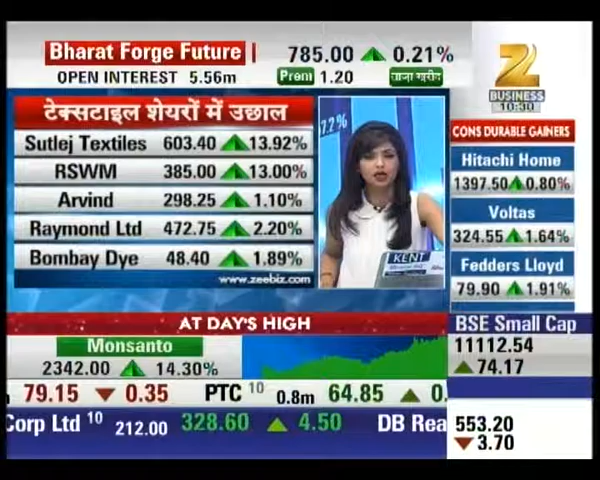 Bharat Forge Future 785.00 0.21%
OPEN INTEREST 5.56m Prem 1.20 ताजा खरीद
Z
BUSINESS
10:30
टेक्सटाइल शेयरों में उछाल
Sutlej Textiles 603.40 13.92%
RSWM 385.00 13.00%
Arvind 298.25 1.10%
Raymond Ltd 472.75 2.20%
Bombay Dye 48.40 1.89%
www.zeebiz.com
7.2%
KENT
CONS DURABLE GAINERS
Hitachi Home
1397.50 0.80%
Voltas
324.55 1.64%
Fedders Lloyd
79.90 1.91%
AT DAY'S HIGH
Monsanto
2342.00 14.30%
BSE Small Cap
11112.54
74.17
79.15 0.35 PTC 10 0.8m 64.85 0.
Corp Ltd 10 212.00 328.60 4.50 DB Rea
553.20
3.70